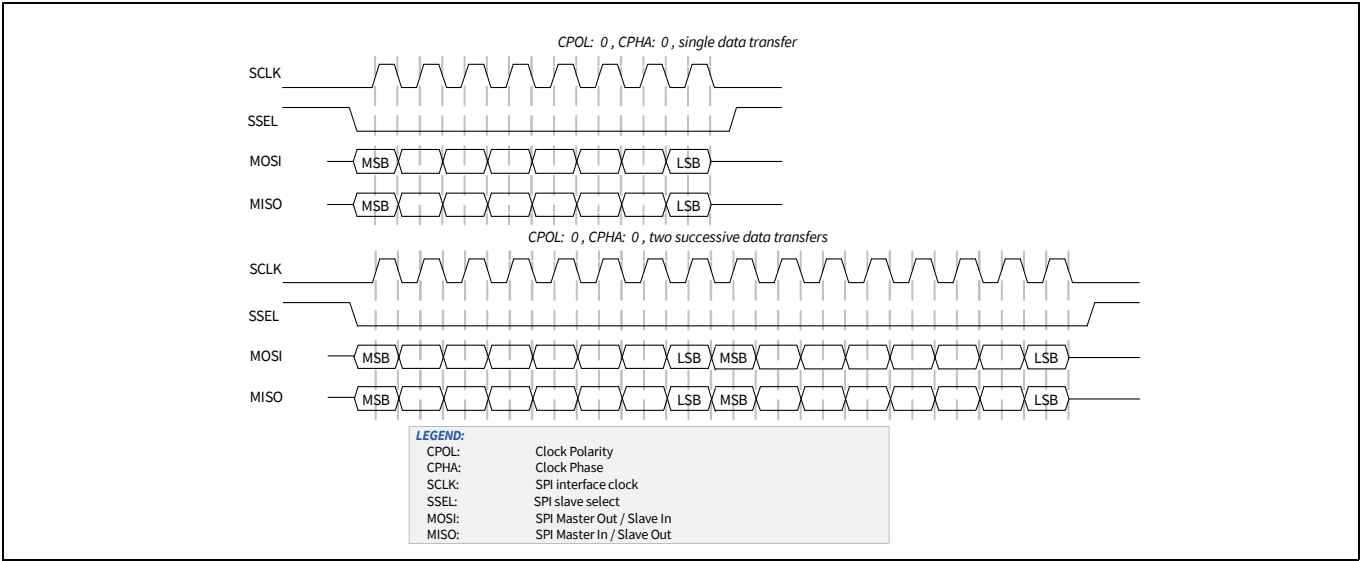 CPOL: 0 , CPHA: 0 , single data transfer
SCLK
SSEL
MOSI MSB LSB
MISO MSB LSB
CPOL: 0 , CPHA: 0 , two successive data transfers
SCLK
SSEL
MOSI MSB LSB MSB LSB
MISO MSB LSB MSB LSB
LEGEND:
CPOL: Clock Polarity
CPHA: Clock Phase
SCLK: SPI interface clock
SSEL: SPI slave select
MOSI: SPI Master Out / Slave In
MISO: SPI Master In / Slave Out